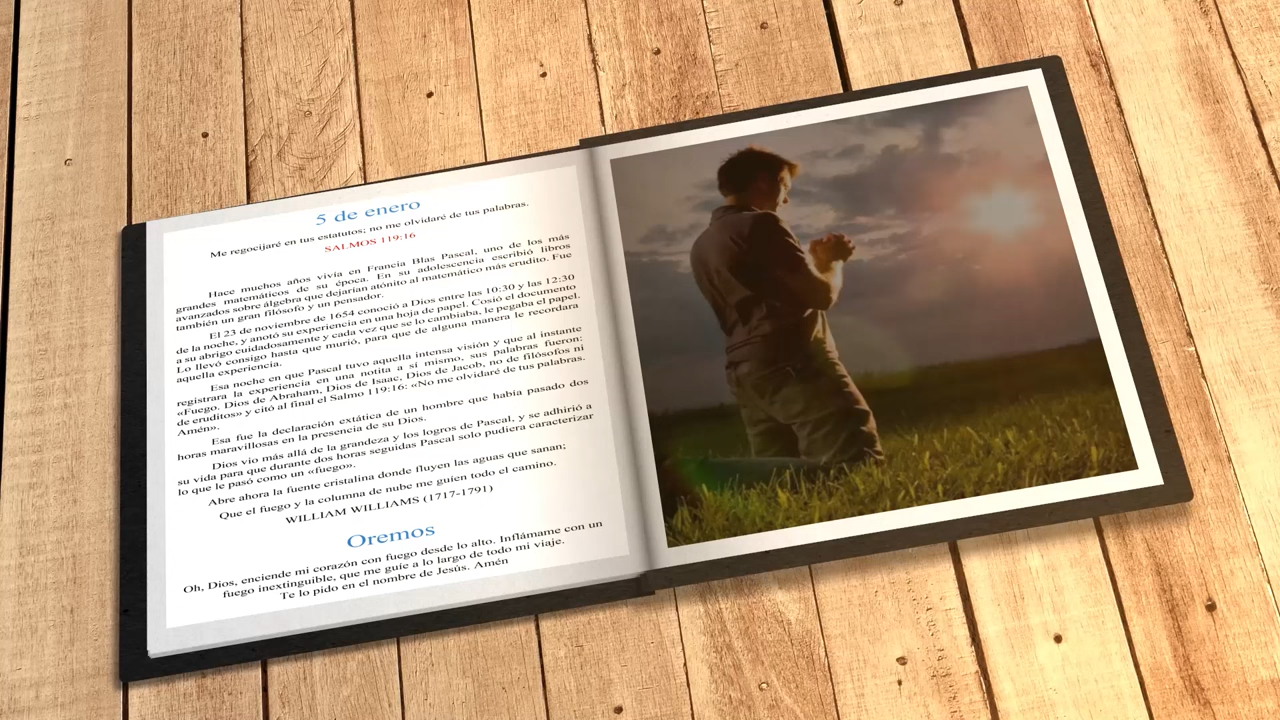 5 de enero
Me regocijaré en tus estatutos; no me olvidaré de tus palabras.
SALMOS 119:16
Hace muchos años vivía en Francia Blas Pascal, uno de los más
grandes matemáticos de su época. En su adolescencia escribió libros
avanzados sobre álgebra que dejarían atónito al matemático más erudito. Fue
también un gran filósofo y un pensador.
El 23 de noviembre de 1654 conoció a Dios entre las 10:30 y las 12:30
de la noche, y anotó su experiencia en una hoja de papel. Cosió el documento
a su abrigo cuidadosamente y cada vez que se lo cambiaba, le pegaba el papel.
Lo llevó consigo hasta que murió, para que de alguna manera le recordara
aquella experiencia.
Esa noche en que Pascal tuvo aquella intensa visión y que al instante
registrara la experiencia en una notita a sí mismo, sus palabras fueron:
«Fuego. Dios de Abraham, Dios de Isaac, Dios de Jacob, no de filósofos ni
de eruditos» y citó al final el Salmo 119:16: «No me olvidaré de tus palabras.
Amén».
Esa fue la declaración extática de un hombre que había pasado dos
horas maravillosas en la presencia de su Dios.
Dios vio más allá de la grandeza y los logros de Pascal, y se adhirió a
su vida para que durante dos horas seguidas Pascal solo pudiera caracterizar
lo que le pasó como un «fuego».
Abre ahora la fuente cristalina donde fluyen las aguas que sanan;
Que el fuego y la columna de nube me guíen todo el camino.
WILLIAM WILLIAMS (1717-1791)
Oremos
Oh, Dios, enciende mi corazón con fuego desde lo alto. Inflámame con un
fuego inextinguible, que me guíe a lo largo de todo mi viaje.
Te lo pido en el nombre de Jesús. Amén